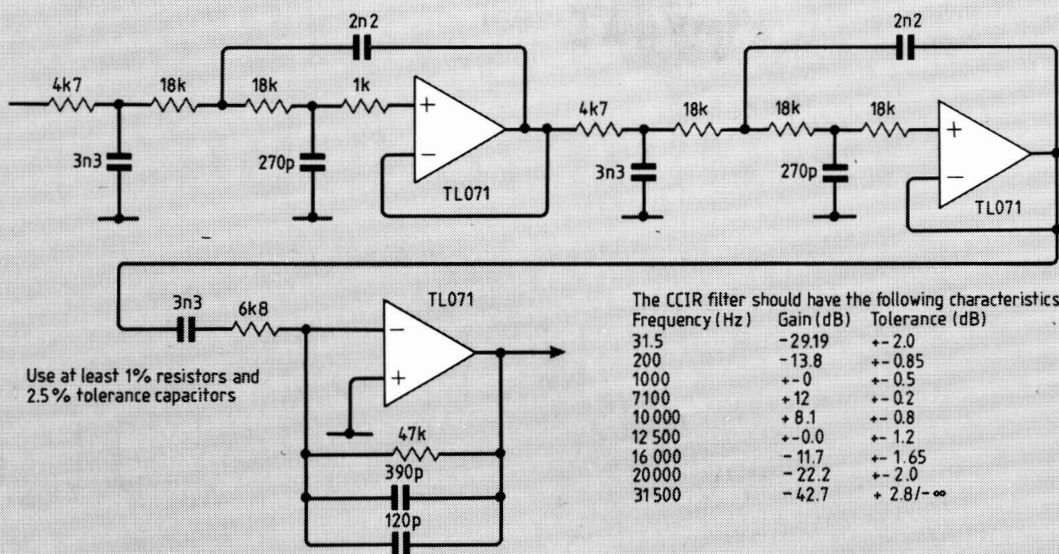 2n2
2n2
4k7 18k 18k 1k
+
-
TL071
3n3
270p
4k7 18k 18k 18k
+
-
TL071
3n3
270p
3n3 6k8
TL071
-
+
47k
390p
120p
Use at least 1% resistors and
2.5% tolerance capacitors
The CCIR filter should have the following characteristics
Frequency (Hz) Gain (dB) Tolerance (dB)
31.5 -29.19 +- 2.0
200 -13.8 +- 0.85
1000 +-0 +- 0.5
7100 +12 +- 0.2
10000 +8.1 +- 0.8
12 500 +-0.0 +- 1.2
16 000 -11.7 +- 1.65
20000 -22.2 +- 2.0
31500 -42.7 + 2.8/-∞